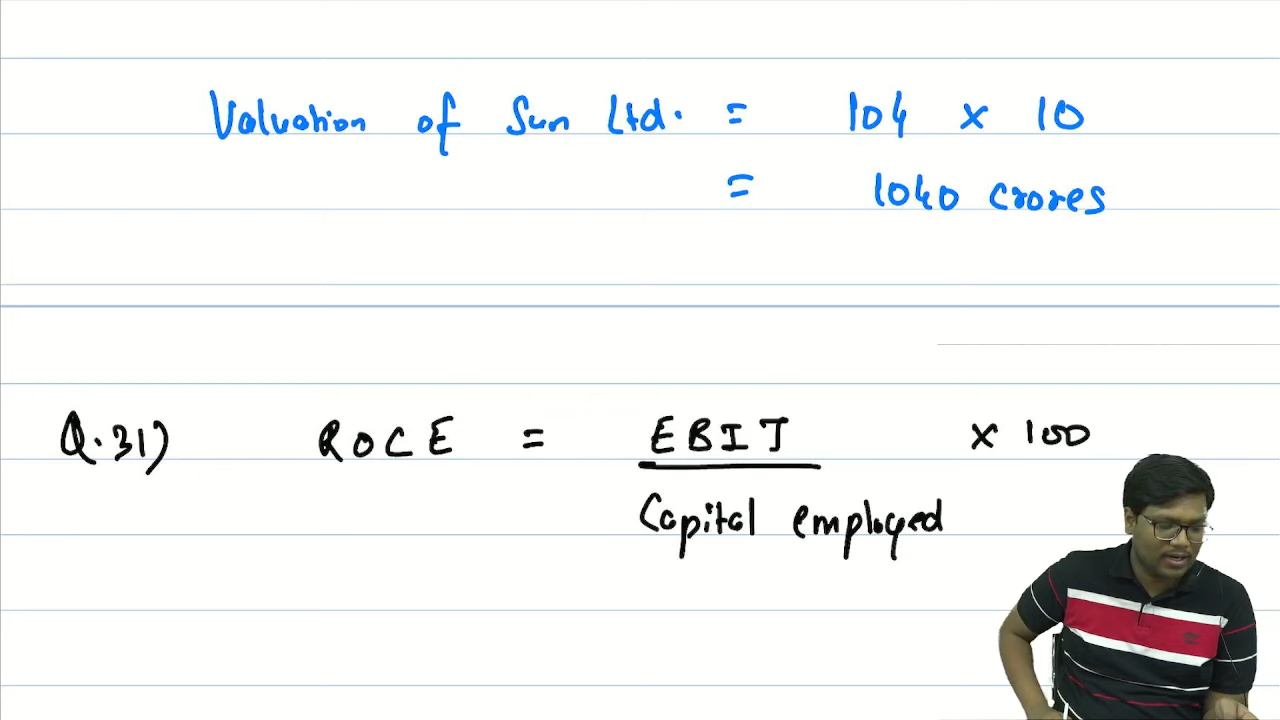 Valuation of Sun Ltd. = 104 x 10
= 1040 crores
Q.31) ROCE = EBIT x 100
Capital employed